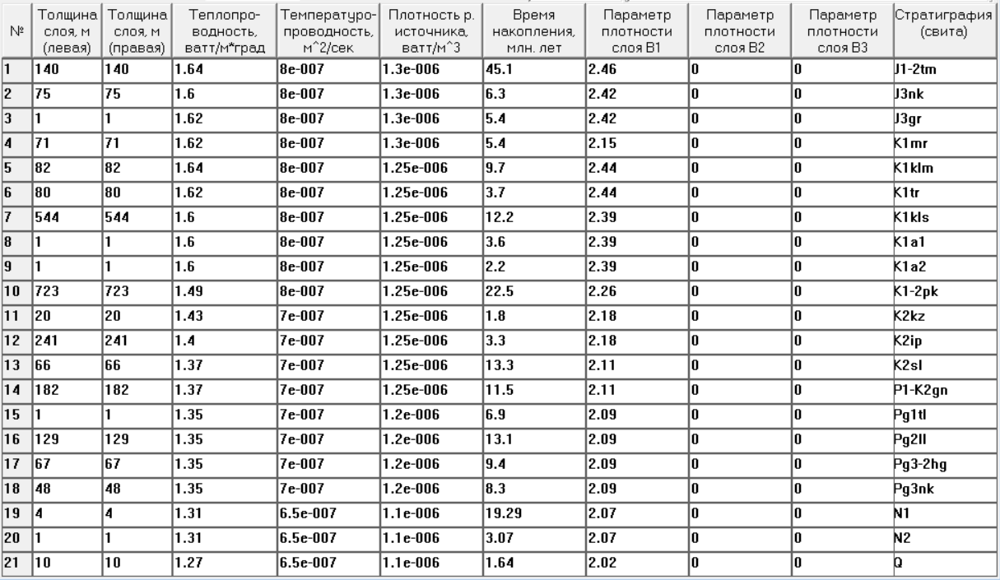 № Толщина слоя, м (левая) Толщина слоя, м (правая) Теплопро- водность, ватт/м*град Температуро- проводность, м^2/сек Плотность р. источника, ватт/м^3 Время накопления, млн. лет Параметр плотности слоя B1 Параметр плотности слоя B2 Параметр плотности слоя B3 Стратиграфия (свита)
1 140 140 1.64 8e-007 1.3e-006 45.1 2.46 0 0 J1-2tm
2 75 75 1.6 8e-007 1.3e-006 6.3 2.42 0 0 J3nk
3 1 1 1.62 8e-007 1.3e-006 5.4 2.42 0 0 J3gr
4 71 71 1.62 8e-007 1.3e-006 5.4 2.15 0 0 K1mr
5 82 82 1.64 8e-007 1.25e-006 9.7 2.44 0 0 K1klm
6 80 80 1.62 8e-007 1.25e-006 3.7 2.44 0 0 K1tr
7 544 544 1.6 8e-007 1.25e-006 12.2 2.39 0 0 K1kls
8 1 1 1.6 8e-007 1.25e-006 3.6 2.39 0 0 K1a1
9 1 1 1.6 8e-007 1.25e-006 2.2 2.39 0 0 K1a2
10 723 723 1.49 8e-007 1.25e-006 22.5 2.26 0 0 K1-2pk
11 20 20 1.43 7e-007 1.25e-006 1.8 2.18 0 0 K2kz
12 241 241 1.4 7e-007 1.25e-006 3.3 2.18 0 0 K2ip
13 66 66 1.37 7e-007 1.25e-006 13.3 2.11 0 0 K2sl
14 182 182 1.37 7e-007 1.25e-006 11.5 2.11 0 0 P1-K2gn
15 1 1 1.35 7e-007 1.2e-006 6.9 2.09 0 0 Pg1tl
16 129 129 1.35 7e-007 1.2e-006 13.1 2.09 0 0 Pg2ll
17 67 67 1.35 7e-007 1.2e-006 9.4 2.09 0 0 Pg3-2hg
18 48 48 1.35 7e-007 1.2e-006 8.3 2.09 0 0 Pg3nk
19 4 4 1.31 6.5e-007 1.1e-006 19.29 2.07 0 0 N1
20 1 1 1.31 6.5e-007 1.1e-006 3.07 2.07 0 0 N2
21 10 10 1.27 6.5e-007 1.1e-006 1.64 2.02 0 0 Q